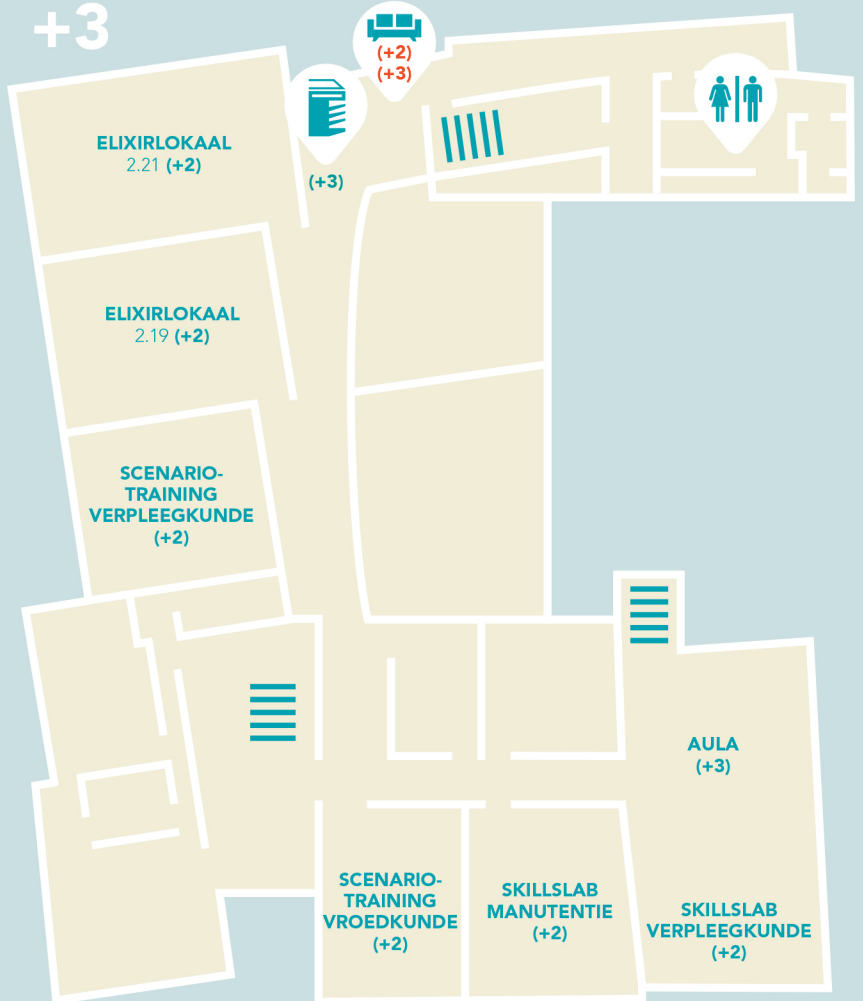 +3
(+2)
(+3)
(+3)
ELIXIRLOKAAL
2.21 (+2)
ELIXIRLOKAAL
2.19 (+2)
SCENARIO-
TRAINING
VERPLEEGKUNDE
(+2)
AULA
(+3)
SCENARIO-
TRAINING
VROEDKUNDE
(+2)
SKILLSLAB
MANUTENTIE
(+2)
SKILLSLAB
VERPLEEGKUNDE
(+2)